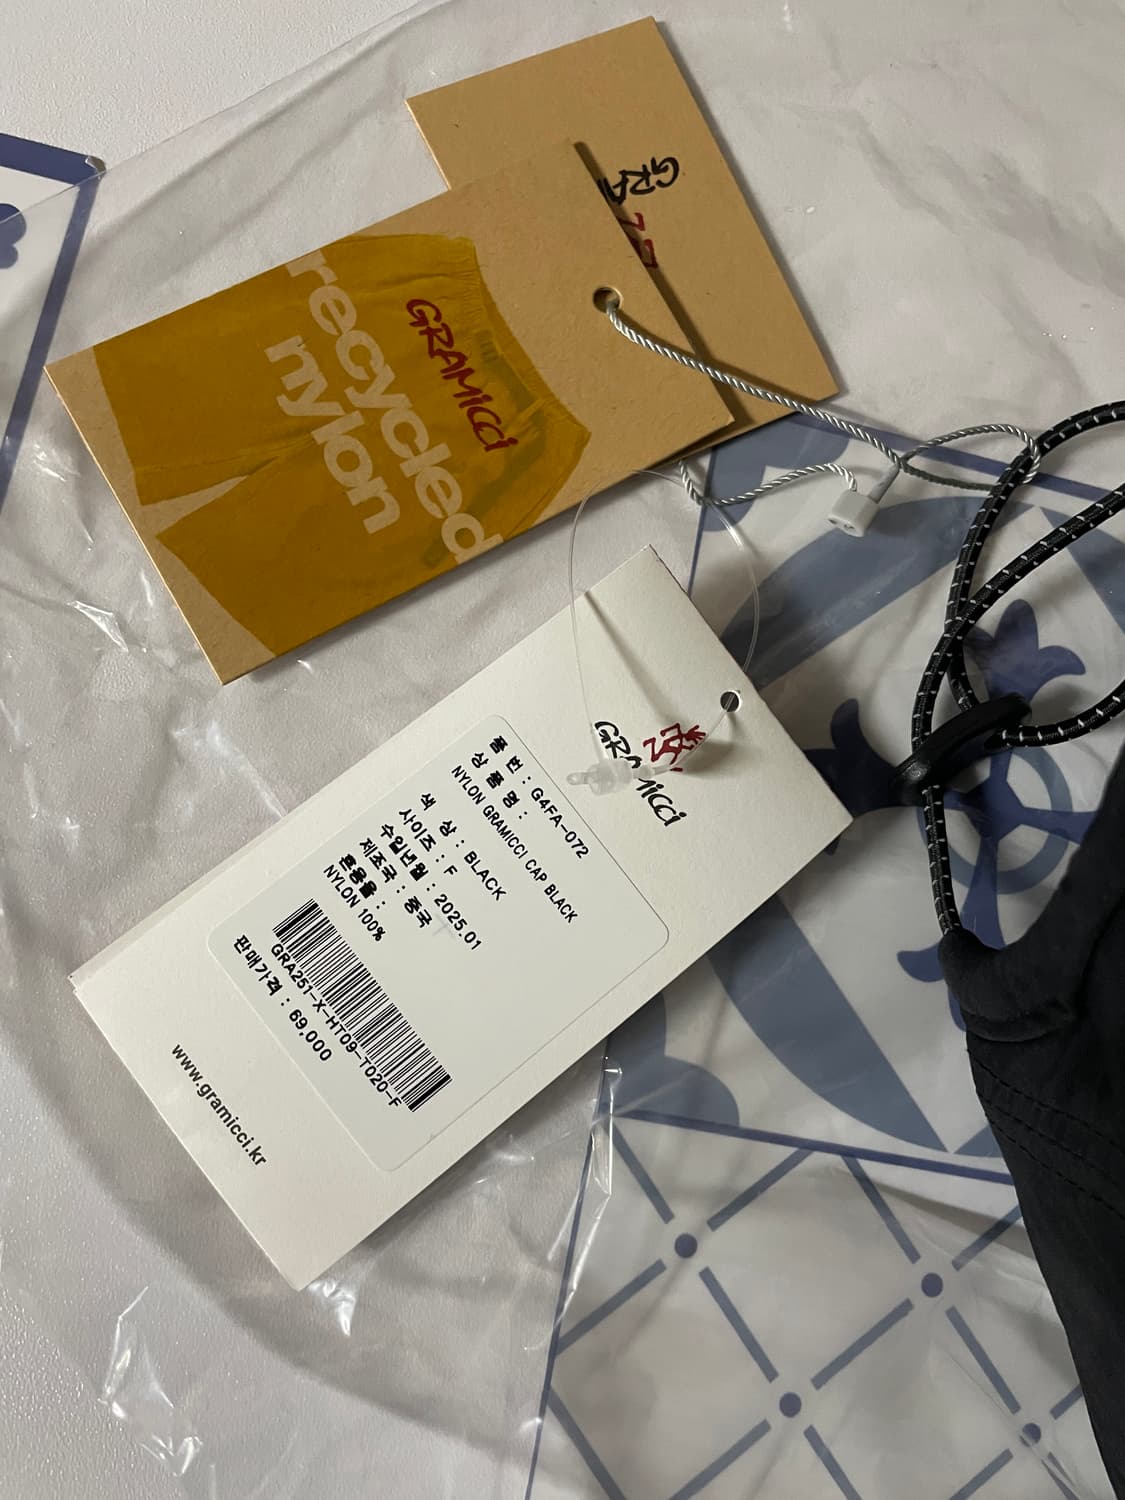 GRA
recycled
nylon
GRAMICCI
GRAMICCI
품 번 : G4FA-072
상 품 명 :
NYLON GRAMICCI CAP BLACK
색 상 : BLACK
사이즈 : F
수입년월 : 2025.01
제조국 : 중국
혼용율 :
NYLON 100%
GRA251-X-HT09-T020-F
판매가격 : 69,000
www.gramicci.kr